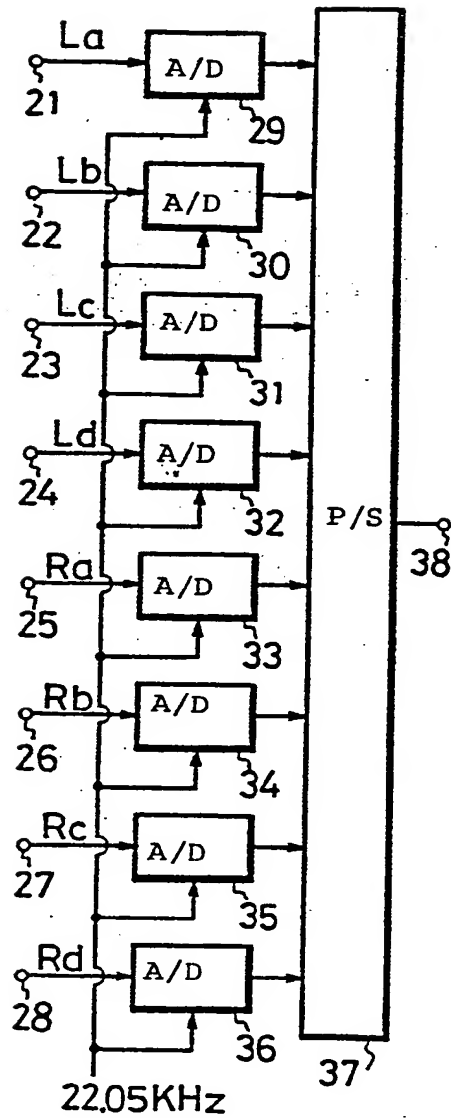 La
A/D
21
29
Lb
A/D
22
30
Lc
A/D
23
31
Ld
A/D
24
32
P/S
38
Ra
A/D
25
33
Rb
A/D
26
34
Rc
A/D
27
35
Rd
A/D
28
36
37
22.05KHz